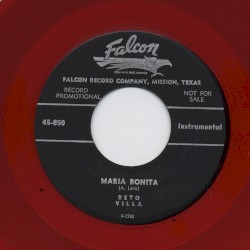 Falcon
FALCON RECORD COMPANY, MISSION, TEXAS
RECORD PROMOTIONAL
NOT FOR SALE
45-850
Instrumental
MARIA BONITA
(A. Lara)
BETO
VILLA